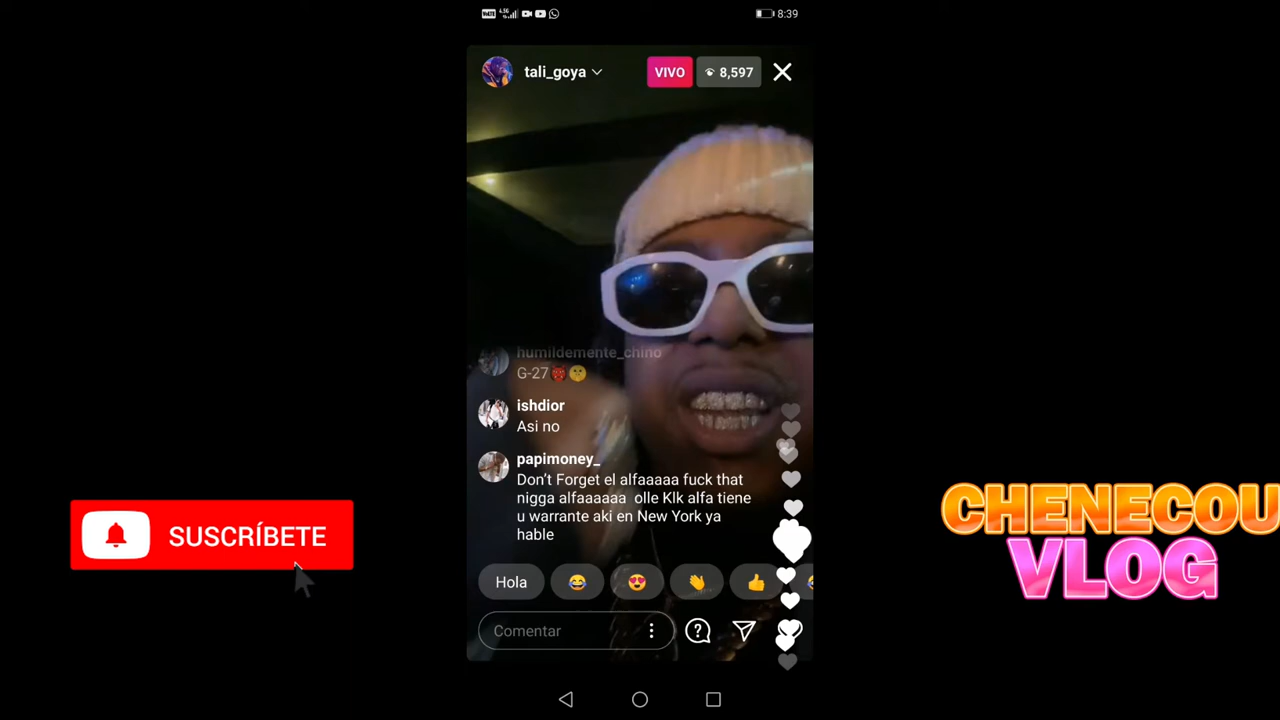 VoLTE 8:39
tali_goya VIVO 8,597
humildemente_chino
G-27👹🤫
ishdior
Asi no
papimoney_
Don't Forget el alfaaaaa fuck that
nigga alfaaaaaa olle Klk alfa tiene
u warrante aki en New York ya
hable
Hola
Comentar
SUSCRÍBETE
CHENECOU
VLOG